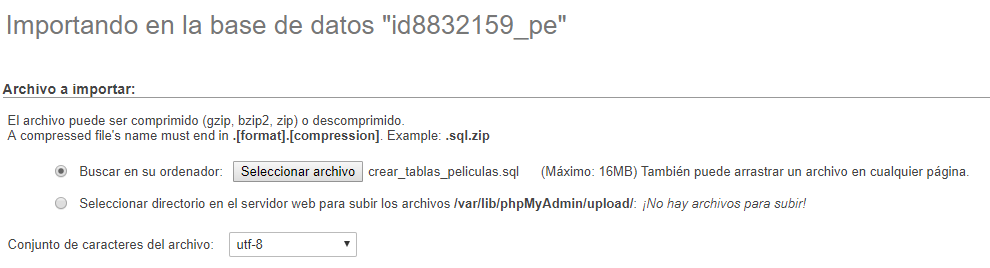 Importando en la base de datos "id8832159_pe"
Archivo a importar:
El archivo puede ser comprimido (gzip, bzip2, zip) o descomprimido.
A compressed file's name must end in .[format].[compression]. Example: .sql.zip
Buscar en su ordenador: Seleccionar archivo crear_tablas_peliculas.sql (Máximo: 16MB) También puede arrastrar un archivo en cualquier página.
Seleccionar directorio en el servidor web para subir los archivos /var/lib/phpMyAdmin/upload/: ¡No hay archivos para subir!
Conjunto de caracteres del archivo: utf-8